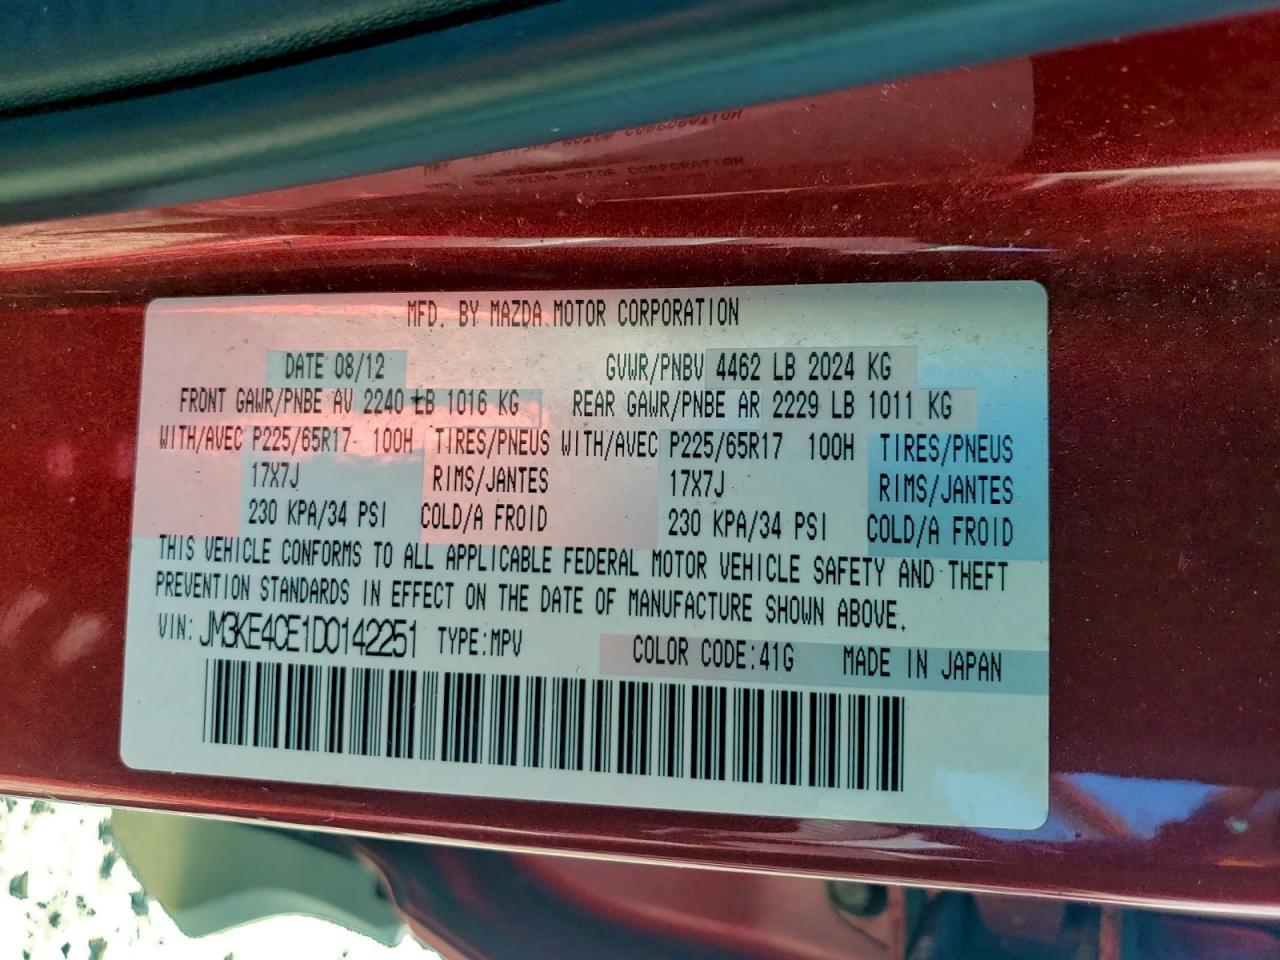 MFD. BY MAZDA MOTOR CORPORATION
DATE 08/12 GVWR/PNBV 4462 LB 2024 KG
FRONT GAWR/PNBE AV 2240 LB 1016 KG REAR GAWR/PNBE AR 2229 LB 1011 KG
WITH/AVEC P225/65R17 100H TIRES/PNEUS WITH/AVEC P225/65R17 100H TIRES/PNEUS
17X7J RIMS/JANTES 17X7J RIMS/JANTES
230 KPA/34 PSI COLD/A FROID 230 KPA/34 PSI COLD/A FROID
THIS VEHICLE CONFORMS TO ALL APPLICABLE FEDERAL MOTOR VEHICLE SAFETY AND THEFT
PREVENTION STANDARDS IN EFFECT ON THE DATE OF MANUFACTURE SHOWN ABOVE.
VIN: JM3KE4CE1D0142251 TYPE:MPV COLOR CODE:41G MADE IN JAPAN